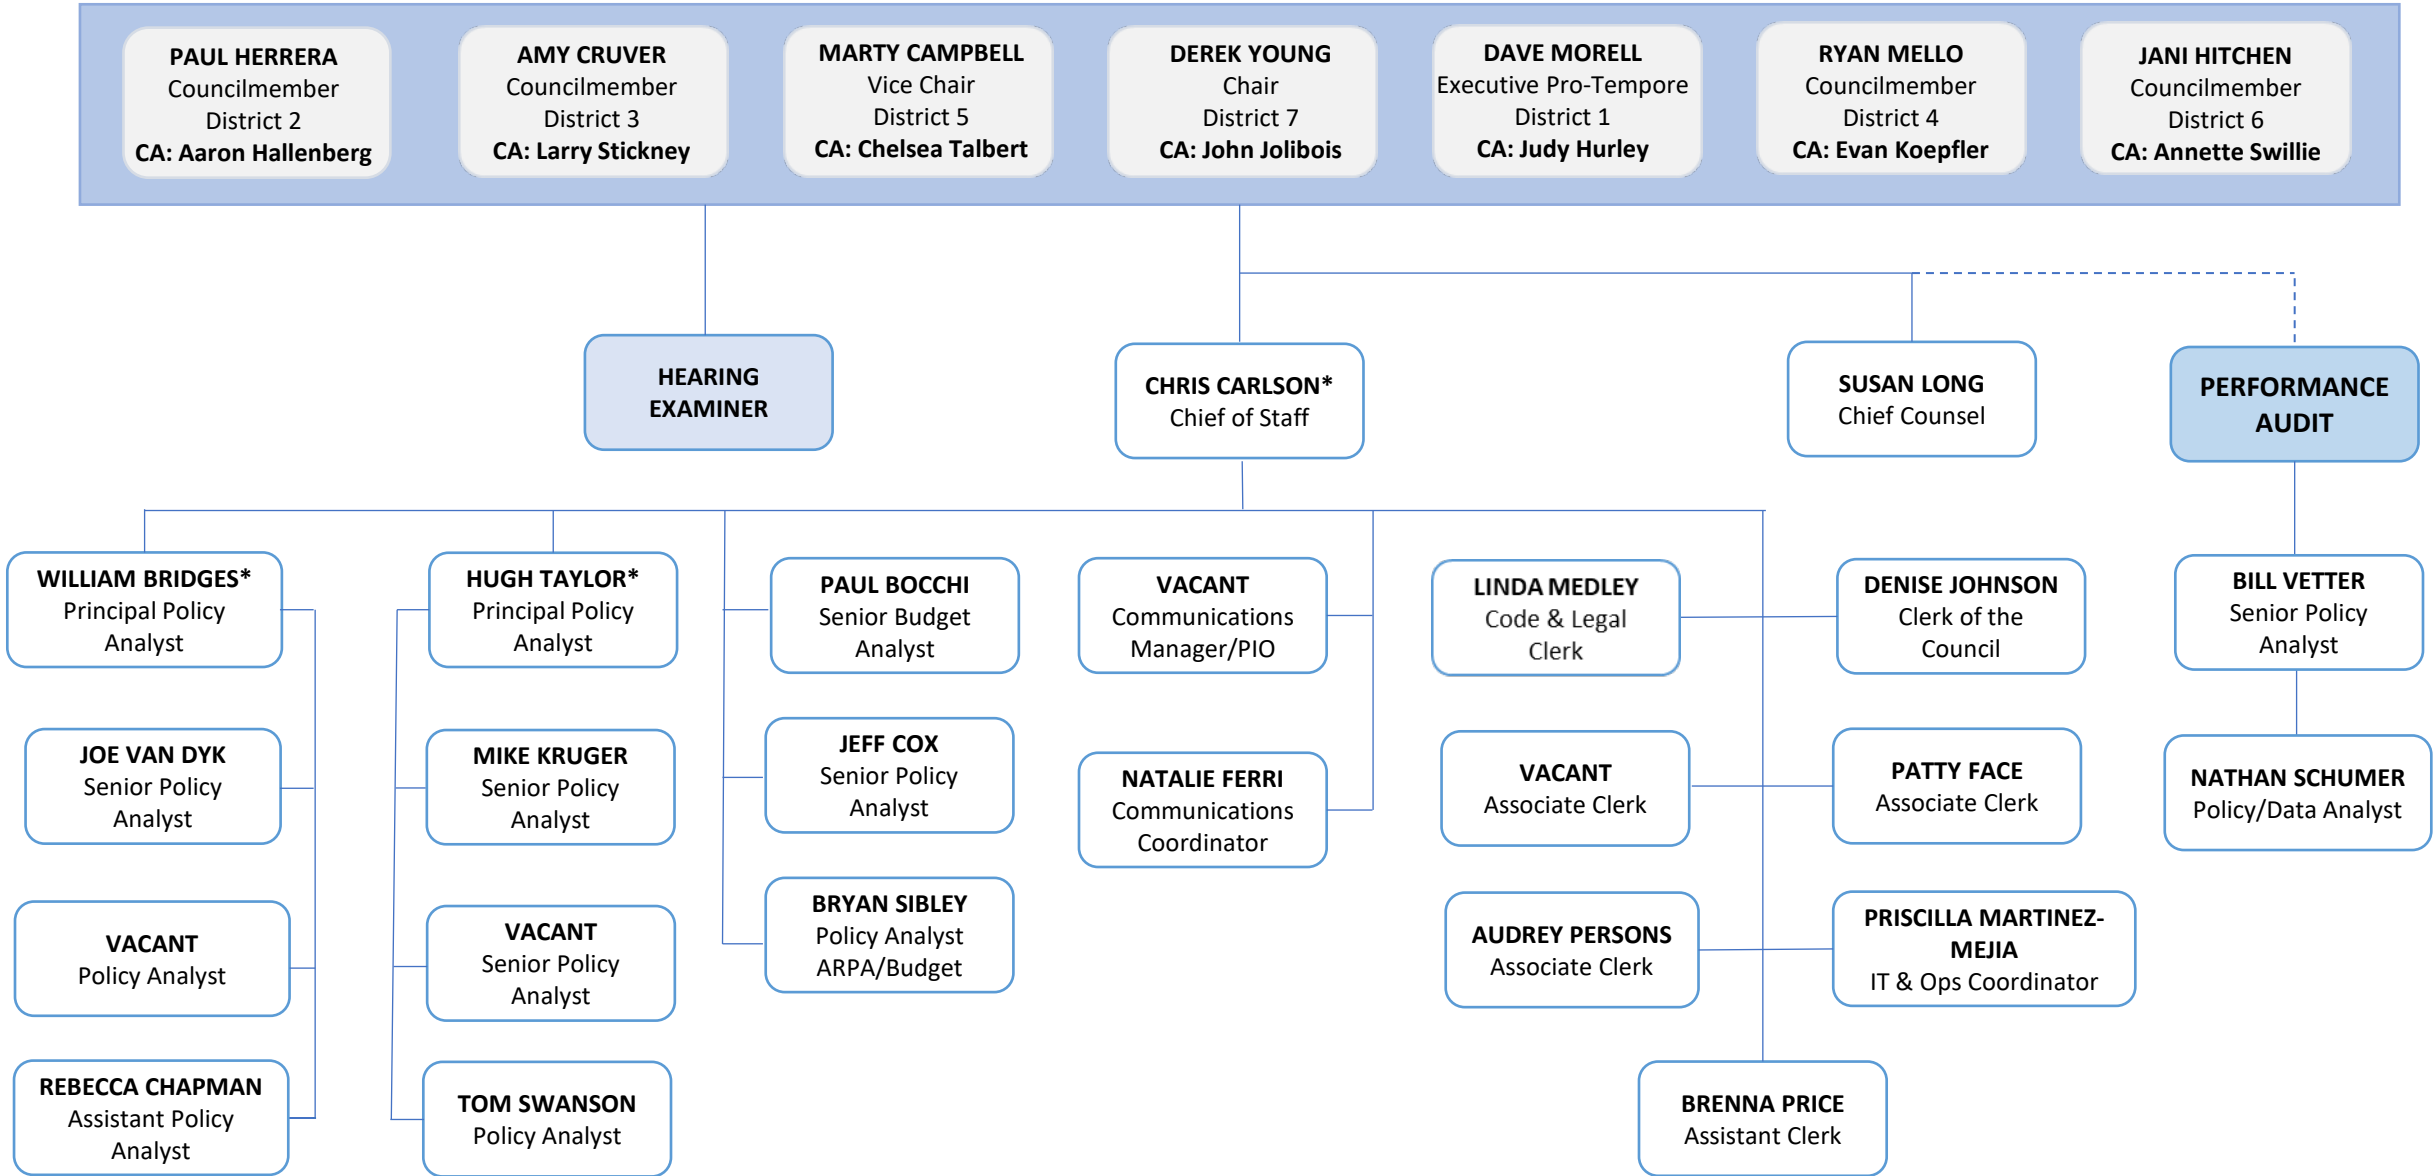 PAUL HERRERA
Councilmember
District 2
CA: Aaron Hallenberg
AMY CRUVER
Councilmember
District 3
CA: Larry Stickney
MARTY CAMPBELL
Vice Chair
District 5
CA: Chelsea Talbert
DEREK YOUNG
Chair
District 7
CA: John Jolibois
DAVE MORELL
Executive Pro-Tempore
District 1
CA: Judy Hurley
RYAN MELLO
Councilmember
District 4
CA: Evan Koepfler
JANI HITCHEN
Councilmember
District 6
CA: Annette Swillie
HEARING
EXAMINER
CHRIS CARLSON*
Chief of Staff
SUSAN LONG
Chief Counsel
PERFORMANCE
AUDIT
WILLIAM BRIDGES*
Principal Policy
Analyst
HUGH TAYLOR*
Principal Policy
Analyst
PAUL BOCCHI
Senior Budget
Analyst
VACANT
Communications
Manager/PIO
LINDA MEDLEY
Code & Legal
Clerk
DENISE JOHNSON
Clerk of the
Council
BILL VETTER
Senior Policy
Analyst
JOE VAN DYK
Senior Policy
Analyst
MIKE KRUGER
Senior Policy
Analyst
JEFF COX
Senior Policy
Analyst
NATALIE FERRI
Communications
Coordinator
VACANT
Associate Clerk
PATTY FACE
Associate Clerk
NATHAN SCHUMER
Policy/Data Analyst
VACANT
Policy Analyst
VACANT
Senior Policy
Analyst
BRYAN SIBLEY
Policy Analyst
ARPA/Budget
AUDREY PERSONS
Associate Clerk
PRISCILLA MARTINEZ-
MEJIA
IT & Ops Coordinator
REBECCA CHAPMAN
Assistant Policy
Analyst
TOM SWANSON
Policy Analyst
BRENNA PRICE
Assistant Clerk